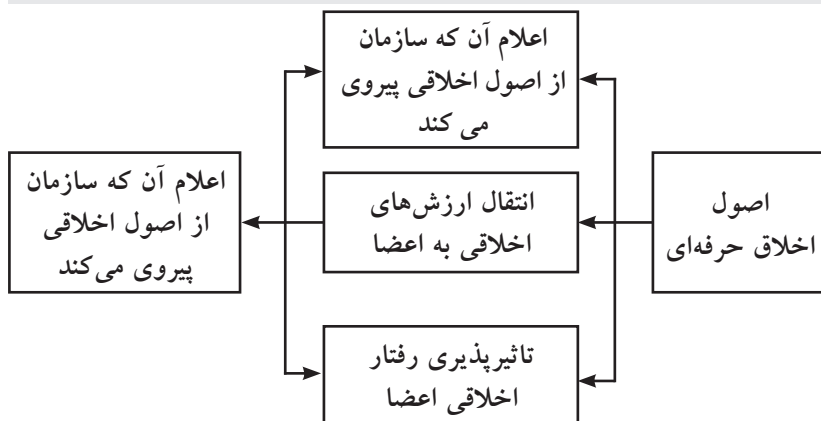 اصول
اخلاق حرفه‌ای
اعلام آن که سازمان
از اصول اخلاقی پیروی
می کند
انتقال ارزش‌های
اخلاقی به اعضا
تاثیرپذیری رفتار
اخلاقی اعضا
اعلام آن که سازمان
از اصول اخلاقی
پیروی می‌کند